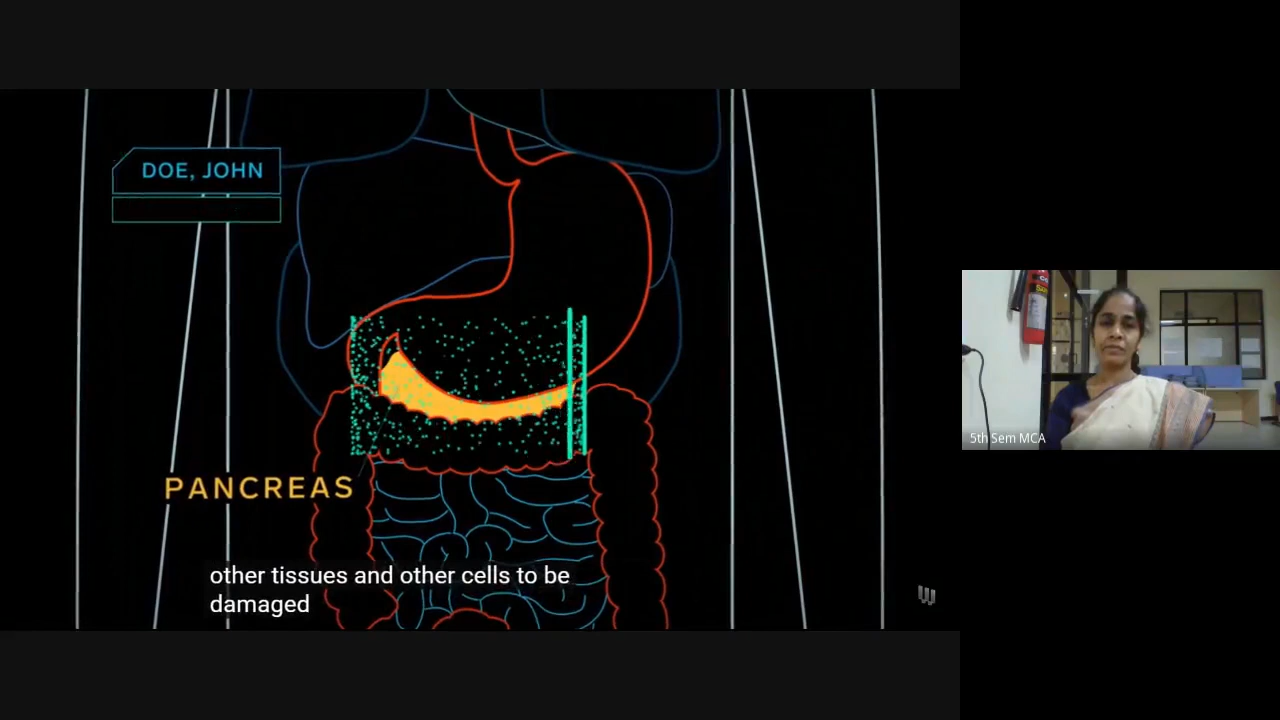 DOE, JOHN
PANCREAS
other tissues and other cells to be
damaged
5th Sem MCA